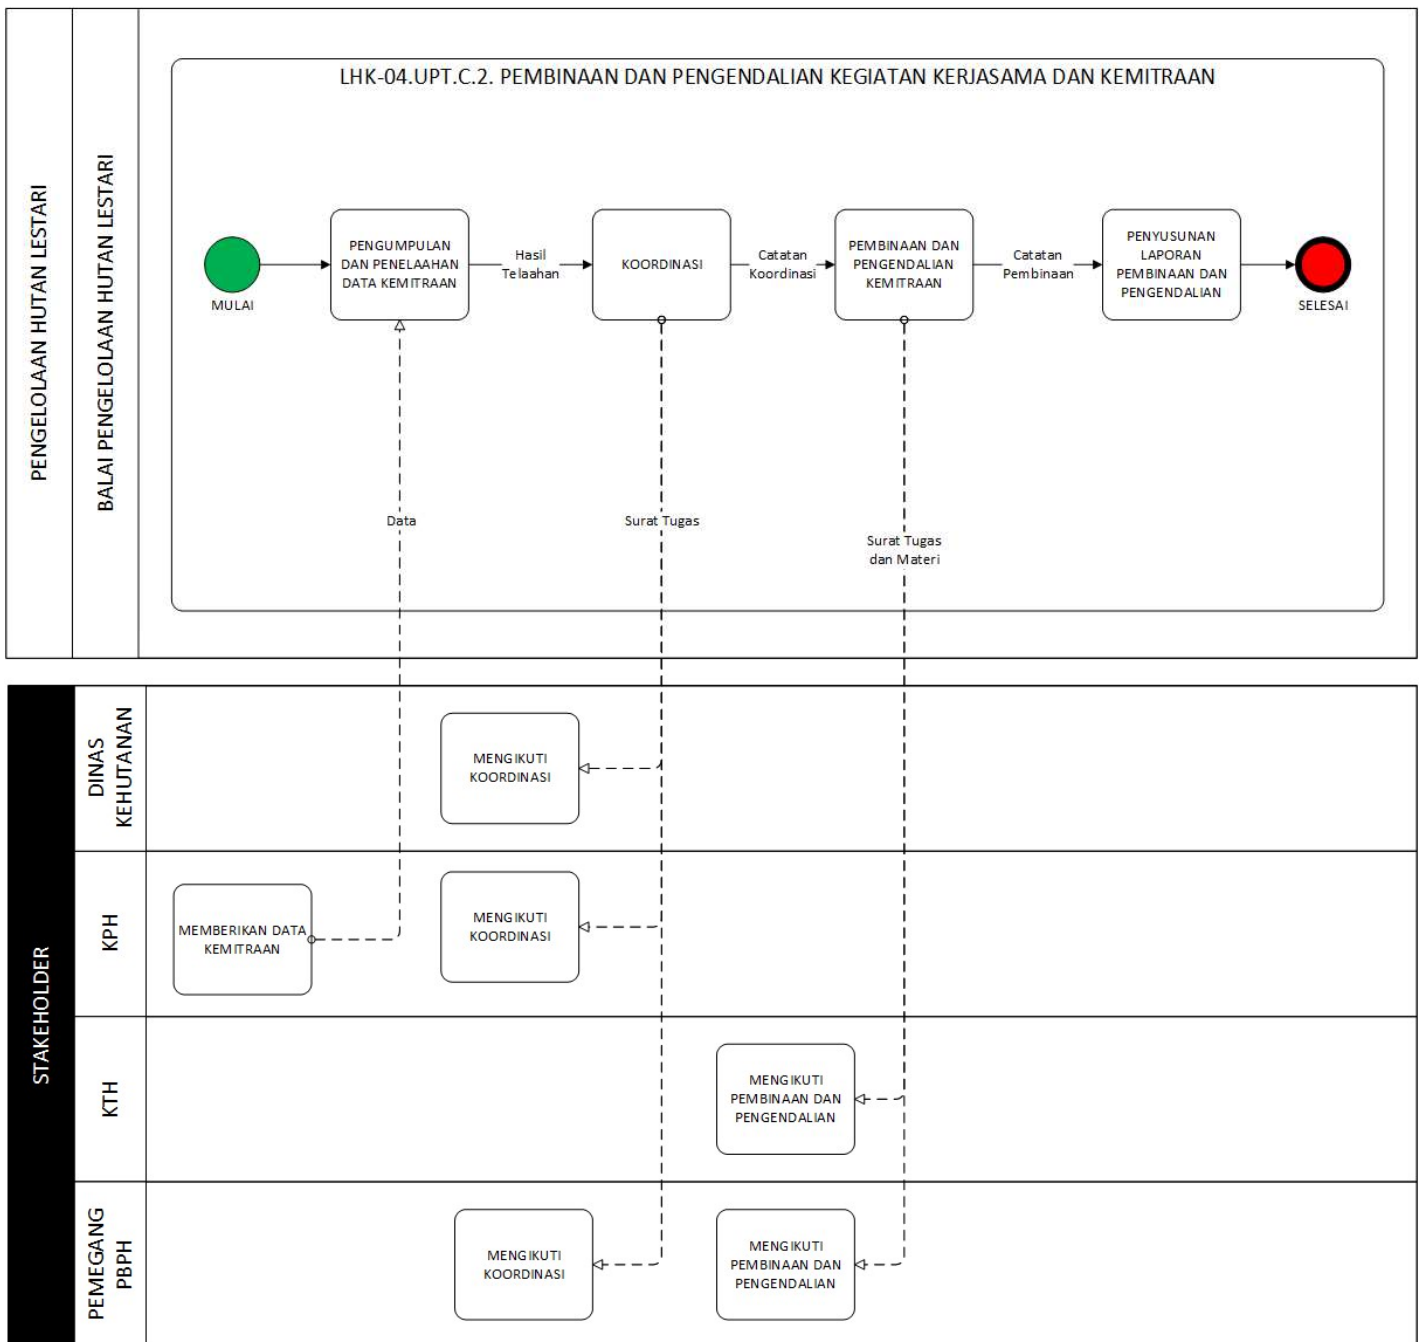 PENGELOLAAN HUTAN LESTARI
BALAI PENGELOLAAN HUTAN LESTARI
LHK-04.UPT.C.2. PEMBINAAN DAN PENGENDALIAN KEGIATAN KERJASAMA DAN KEMITRAAN
MULAI
PENGUMPULAN
DAN PENELAAHAN
DATA KEMITRAAN
Hasil
Telaahan
KOORDINASI
Catatan
Koordinasi
PEMBINAAN DAN
PENGENDALIAN
KEMITRAAN
Catatan
Pembinaan
PENYUSUNAN
LAPORAN
PEMBINAAN DAN
PENGENDALIAN
SELESAI
Data
Surat Tugas
Surat Tugas
dan Materi
STAKEHOLDER
DINAS
KEHUTANAN
MENGIKUTI
KOORDINASI
KPH
MEMBERIKAN DATA
KEMITRAAN
MENGIKUTI
KOORDINASI
KTH
MENGIKUTI
PEMBINAAN DAN
PENGENDALIAN
PEMEGANG
PBPH
MENGIKUTI
KOORDINASI
MENGIKUTI
PEMBINAAN DAN
PENGENDALIAN